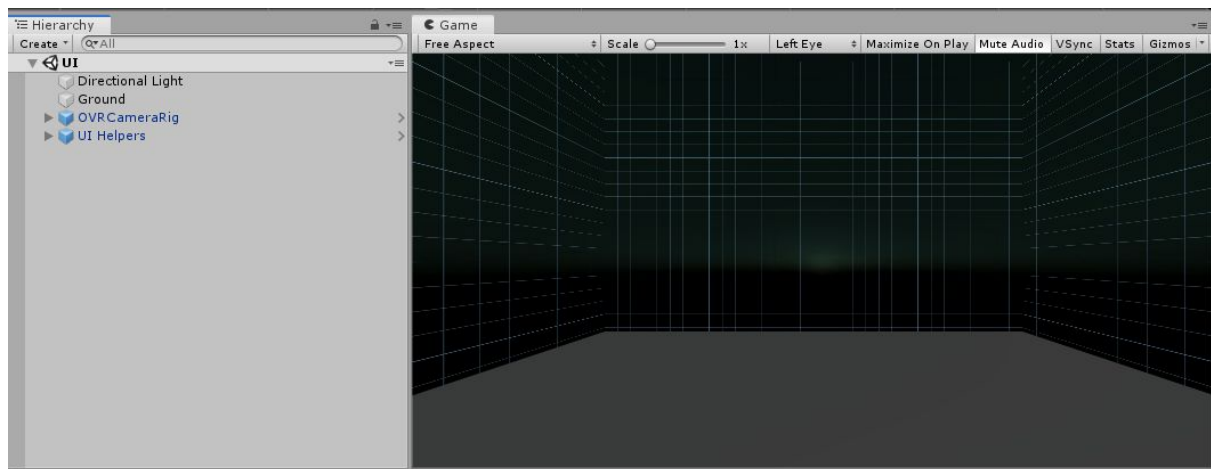 Hierarchy
Create All
UI
Directional Light
Ground
OVRCameraRig
UI Helpers
Game
Free Aspect Scale 1x Left Eye Maximize On Play Mute Audio VSync Stats Gizmos